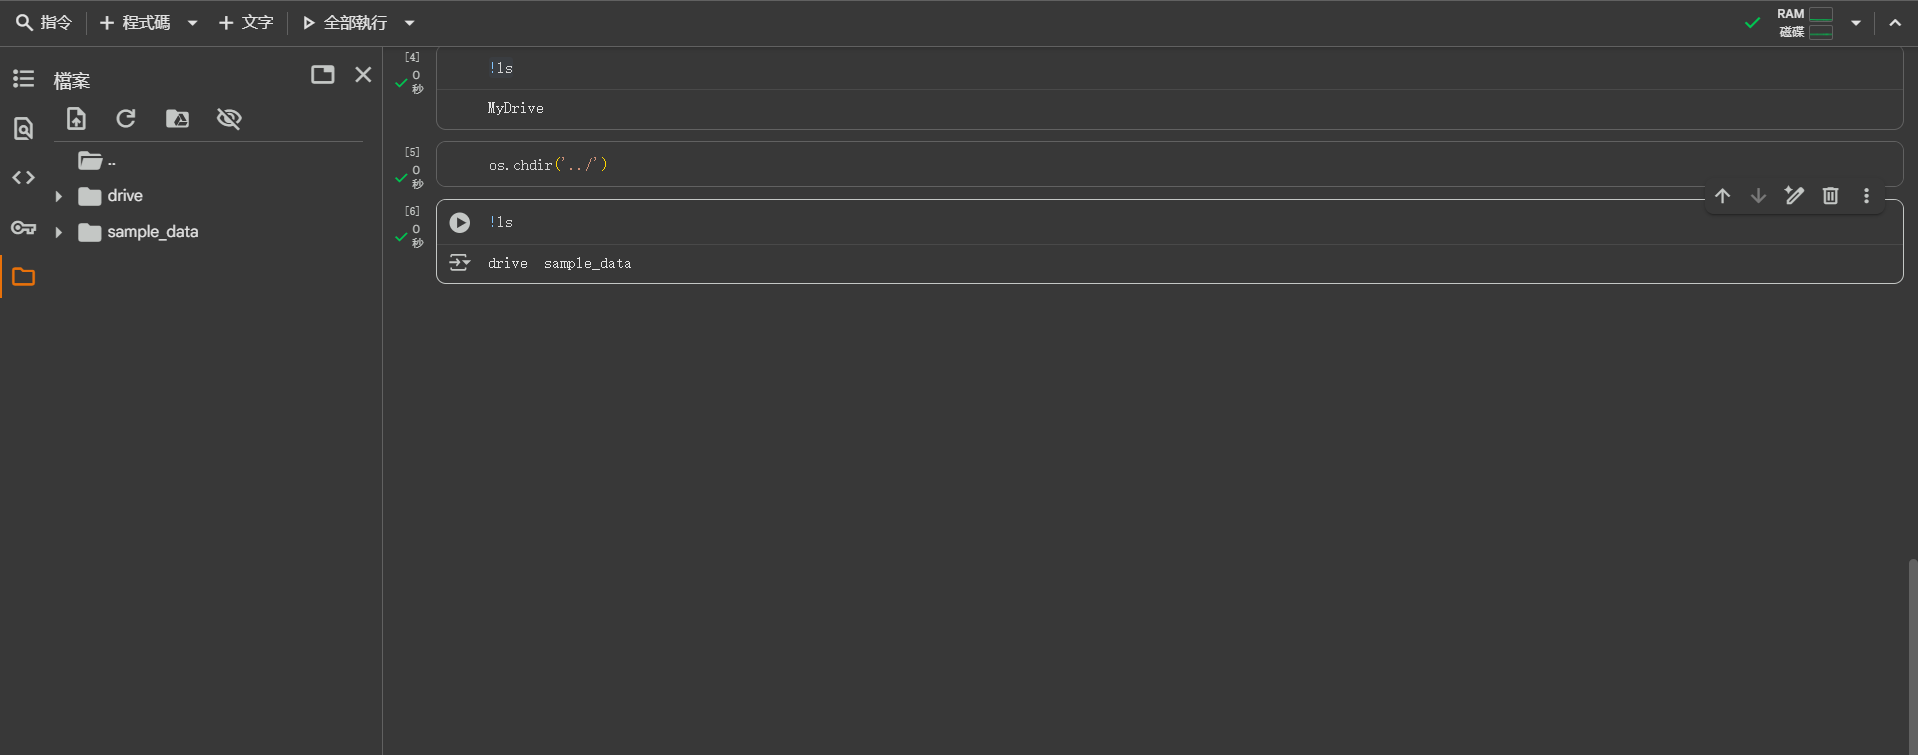 指令
程式碼
文字
全部執行
RAM
磁碟
檔案
..
drive
sample_data
[4]
0
秒
!ls
MyDrive
[5]
0
秒
os.chdir('../')
[6]
0
秒
!ls
drive  sample_data